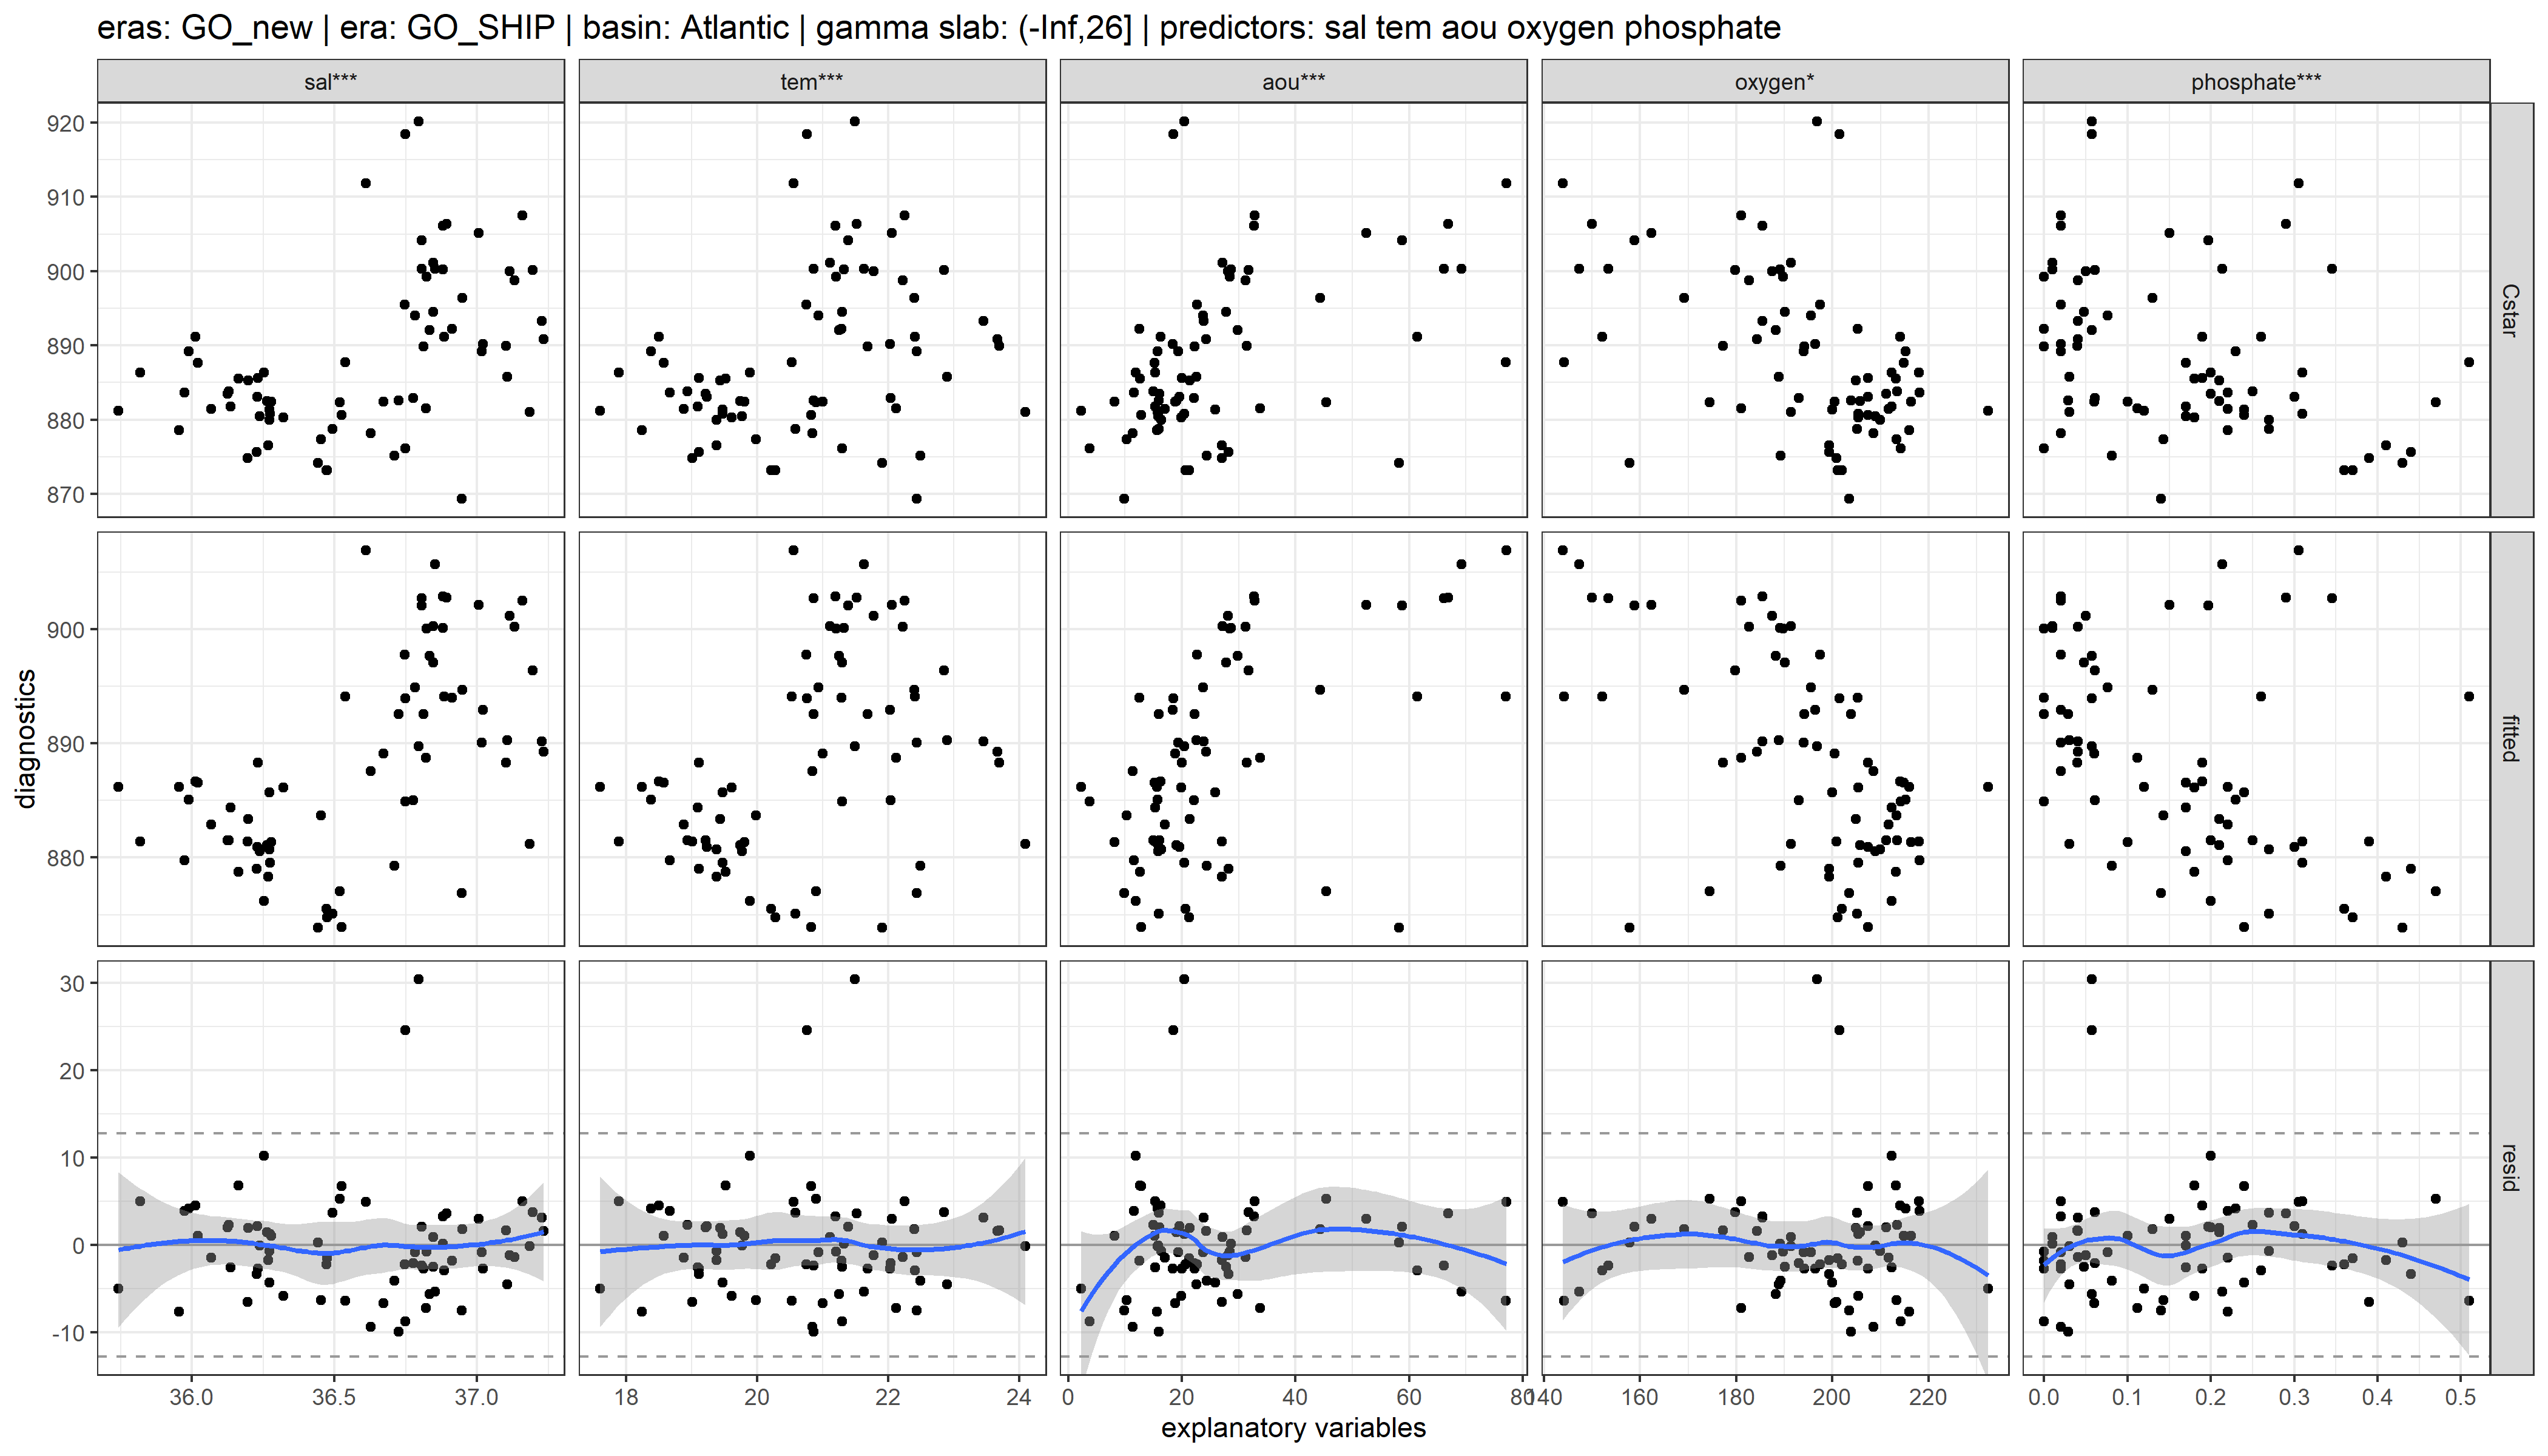 eras: GO_new | era: GO_SHIP | basin: Atlantic | gamma slab: (-Inf,26] | predictors: sal tem aou oxygen phosphate
sal*** tem*** aou*** oxygen* phosphate***
920
910
900
890
880
870
Cstar
900
890
880
fitted
diagnostics
30
20
10
0
-10
resid
36.0 36.5 37.0 18 20 22 24 0 20 40 60 80 140 160 180 200 220 0.0 0.1 0.2 0.3 0.4 0.5
explanatory variables